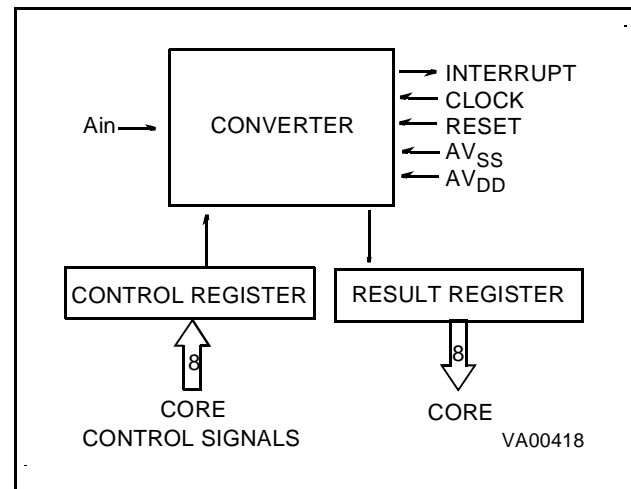 INTERRUPT
CLOCK
Ain
CONVERTER
RESET
AVSS
AVDD
CONTROL REGISTER
RESULT REGISTER
8
8
CORE
CONTROL SIGNALS
CORE
VA00418